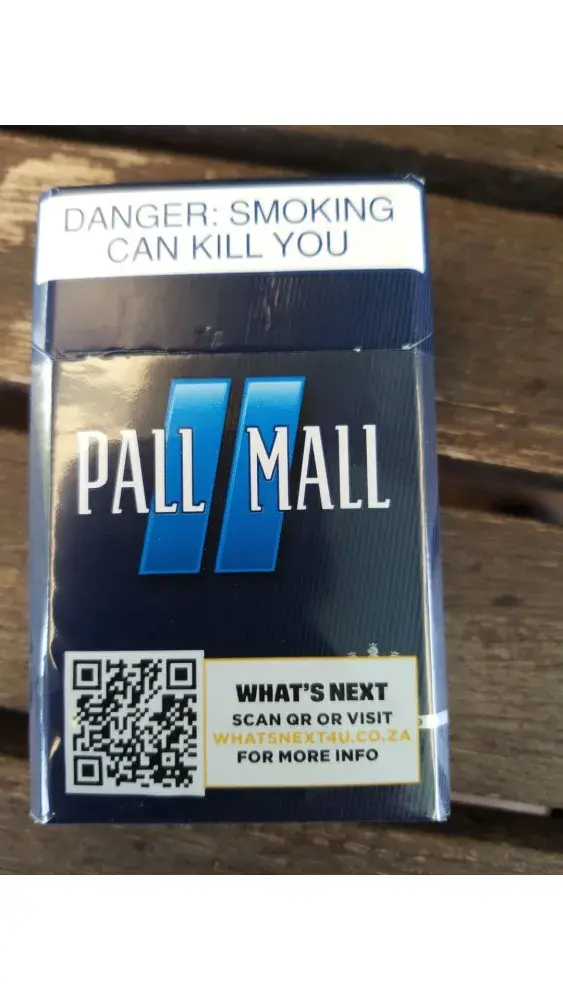 DANGER: SMOKING
CAN KILL YOU
PALL MALL
WHAT'S NEXT
SCAN QR OR VISIT
WHATSNEXT4U.CO.ZA
FOR MORE INFO